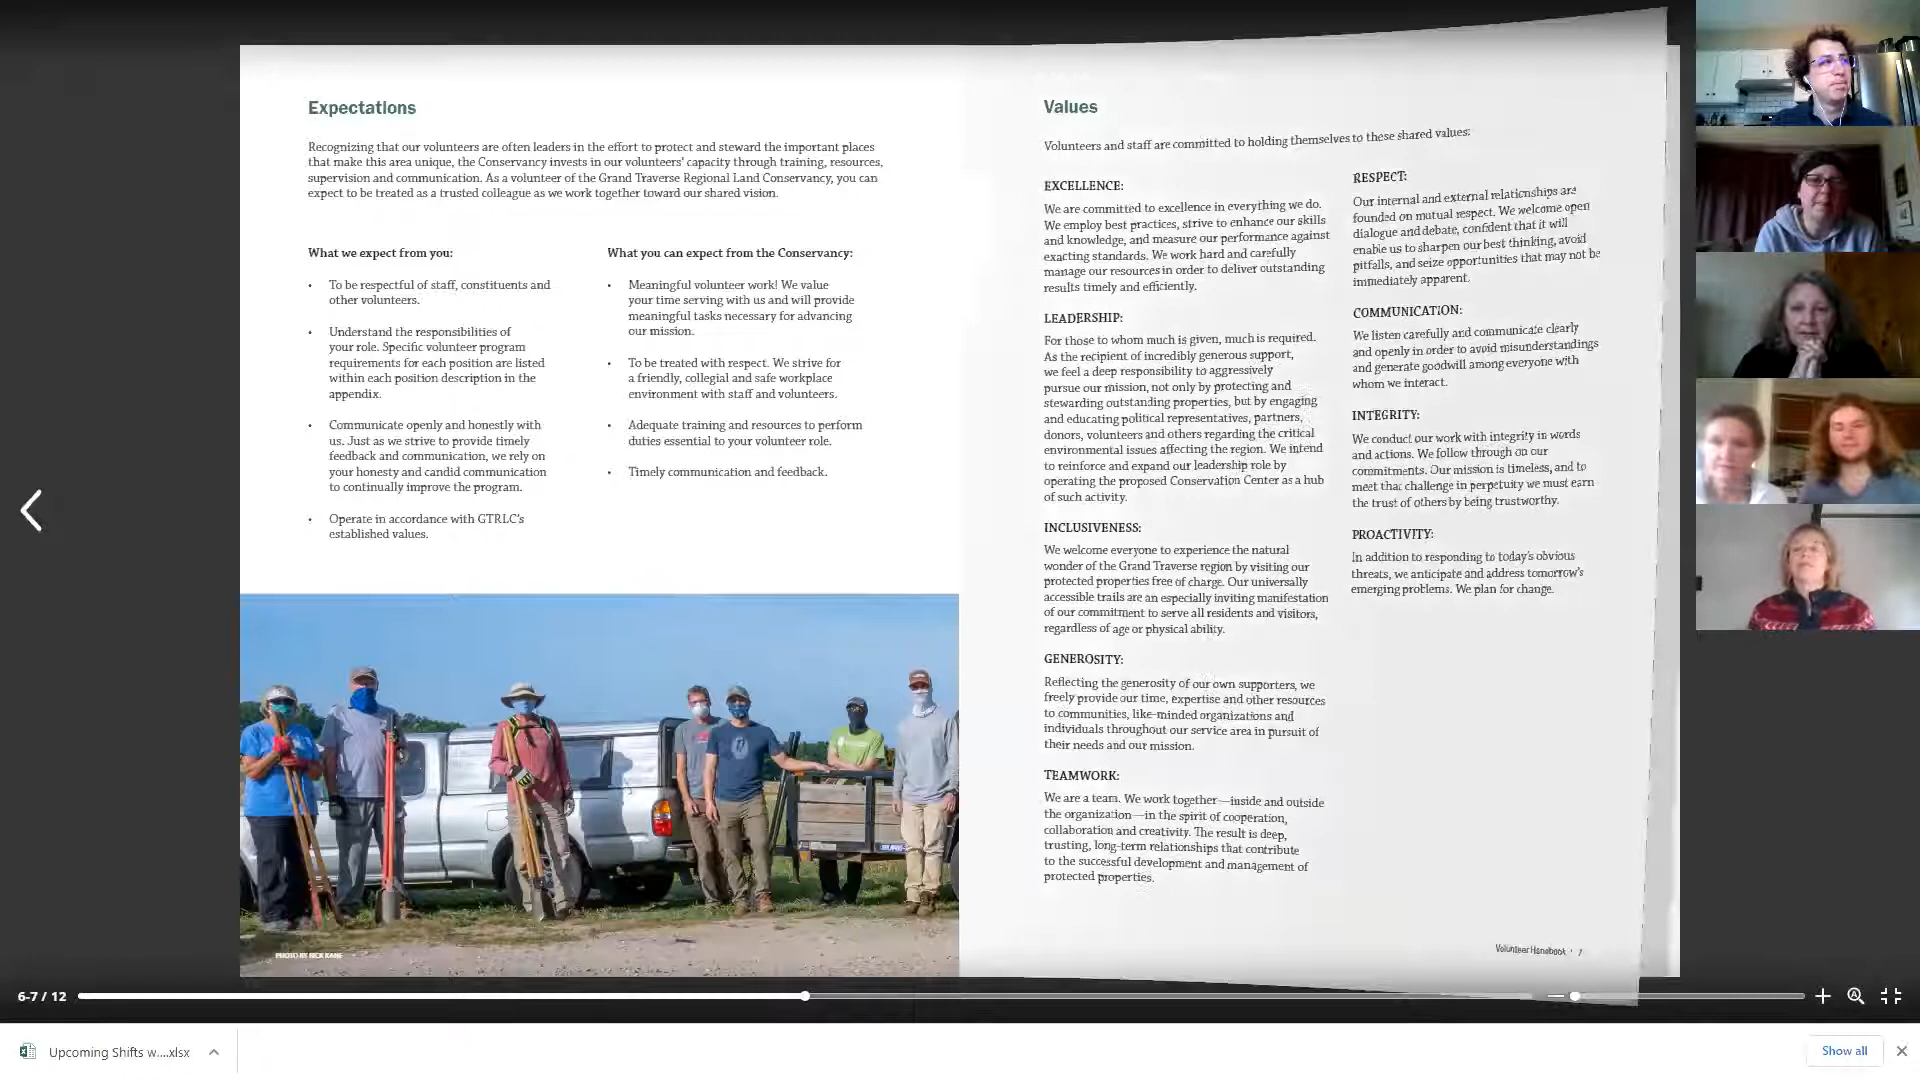 Expectations
Recognizing that our volunteers are often leaders in the effort to protect and steward the important places
that make this area unique, the Conservancy invests in our volunteers' capacity through training, resources,
supervision and communication. As a volunteer of the Grand Traverse Regional Land Conservancy, you can
expect to be treated as a trusted colleague as we work together toward our shared vision.
What we expect from you:
• To be respectful of staff, constituents and
other volunteers.
• Understand the responsibilities of
your role. Specific volunteer program
requirements for each position are listed
within each position description in the
appendix.
• Communicate openly and honestly with
us. Just as we strive to provide timely
feedback and communication, we rely on
your honesty and candid communication
to continually improve the program.
• Operate in accordance with GTRLC's
established values.
What you can expect from the Conservancy:
• Meaningful volunteer work! We value
your time serving with us and will provide
meaningful tasks necessary for advancing
our mission.
• To be treated with respect. We strive for
a friendly, collegial and safe workplace
environment with staff and volunteers.
• Adequate training and resources to perform
duties essential to your volunteer role.
• Timely communication and feedback.
PHOTO BY RICK KANE
Values
Volunteers and staff are committed to holding themselves to these shared values:
EXCELLENCE:
We are committed to excellence in everything we do.
We employ best practices, strive to enhance our skills
and knowledge, and measure our performance against
exacting standards. We work hard and carefully
manage our resources in order to deliver outstanding
results timely and efficiently.
LEADERSHIP:
For those to whom much is given, much is required.
As the recipient of incredibly generous support,
we feel a deep responsibility to aggressively
pursue our mission, not only by protecting and
stewarding outstanding properties, but by engaging
and educating political representatives, partners,
donors, volunteers and others regarding the critical
environmental issues affecting the region. We intend
to reinforce and expand our leadership role by
operating the proposed Conservation Center as a hub
of such activity.
INCLUSIVENESS:
We welcome everyone to experience the natural
wonder of the Grand Traverse region by visiting our
protected properties free of charge. Our universally
accessible trails are an especially inviting manifestation
of our commitment to serve all residents and visitors,
regardless of age or physical ability.
GENEROSITY:
Reflecting the generosity of our own supporters, we
freely provide our time, expertise and other resources
to communities, like-minded organizations and
individuals throughout our service area in pursuit of
their needs and our mission.
TEAMWORK:
We are a team. We work together—inside and outside
the organization—in the spirit of cooperation,
collaboration and creativity. The result is deep,
trusting, long-term relationships that contribute
to the successful development and management of
protected properties.
RESPECT:
Our internal and external relationships are
founded on mutual respect. We welcome open
dialogue and debate, confident that it will
enable us to sharpen our best thinking, avoid
pitfalls, and seize opportunities that may not be
immediately apparent.
COMMUNICATION:
We listen carefully and communicate clearly
and openly in order to avoid misunderstandings
and generate goodwill among everyone with
whom we interact.
INTEGRITY:
We conduct our work with integrity in words
and actions. We follow through on our
commitments. Our mission is timeless, and to
meet that challenge in perpetuity we must earn
the trust of others by being trustworthy.
PROACTIVITY:
In addition to responding to today's obvious
threats, we anticipate and address tomorrow's
emerging problems. We plan for change.
Volunteer Handbook • 7
6-7 / 12
Upcoming Shifts w....xlsx
Show all